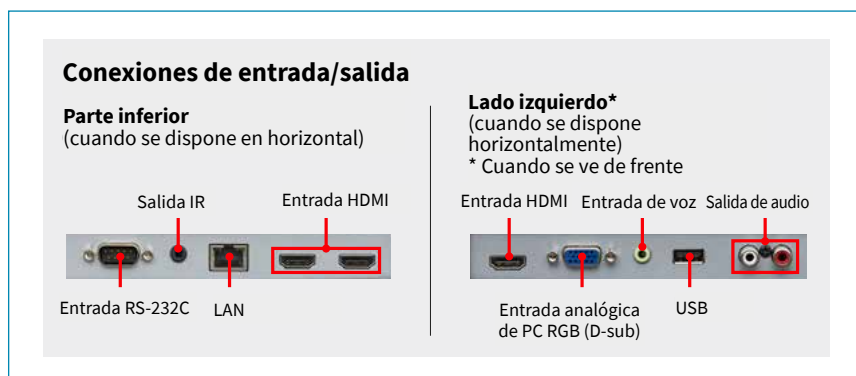 Conexiones de entrada/salida
Parte inferior
(cuando se dispone en horizontal)
Salida IR
Entrada HDMI
Entrada RS-232C
LAN
Lado izquierdo*
(cuando se dispone
horizontalmente)
* Cuando se ve de frente
Entrada HDMI
Entrada de voz
Salida de audio
Entrada analógica
de PC RGB (D-sub)
USB